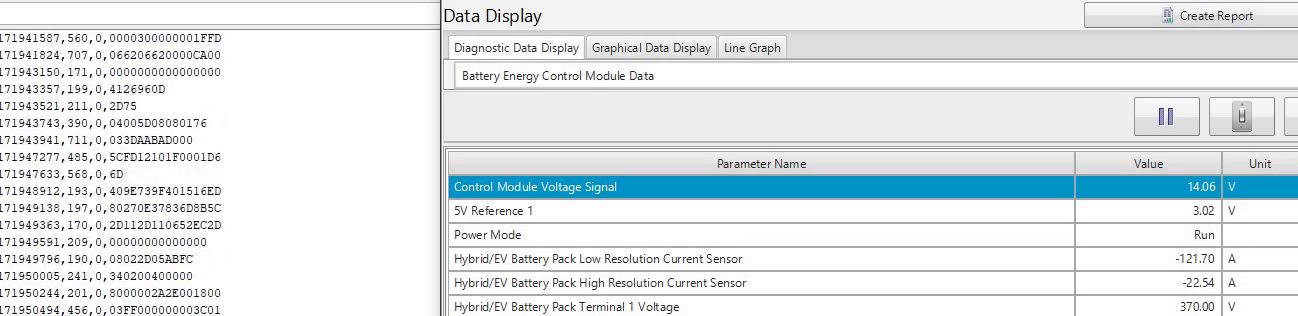 171941587,560,0,0000300000001FFD
171941824,707,0,066206620000CA00
171943150,171,0,0000000000000000
171943357,199,0,4126960D
171943521,211,0,2D75
171943743,390,0,04005D08080176
171943941,711,0,033DAABAD000
171947277,485,0,5CFD12101F0001D6
171947633,568,0,6D
171948912,193,0,409E739F401516ED
171949138,197,0,80270E37836D8B5C
171949363,170,0,2D112D110652EC2D
171949591,209,0,00000000000000
171949796,190,0,08022D05ABFC
171950005,241,0,340200400000
171950244,201,0,8000002A2E001800
171950494,456,0,03FF000000003C01
Data Display
Create Report
Diagnostic Data Display Graphical Data Display Line Graph
Battery Energy Control Module Data
Parameter Name Value Unit
Control Module Voltage Signal 14.06 V
5V Reference 1 3.02 V
Power Mode Run
Hybrid/EV Battery Pack Low Resolution Current Sensor -121.70 A
Hybrid/EV Battery Pack High Resolution Current Sensor -22.54 A
Hybrid/EV Battery Pack Terminal 1 Voltage 370.00 V